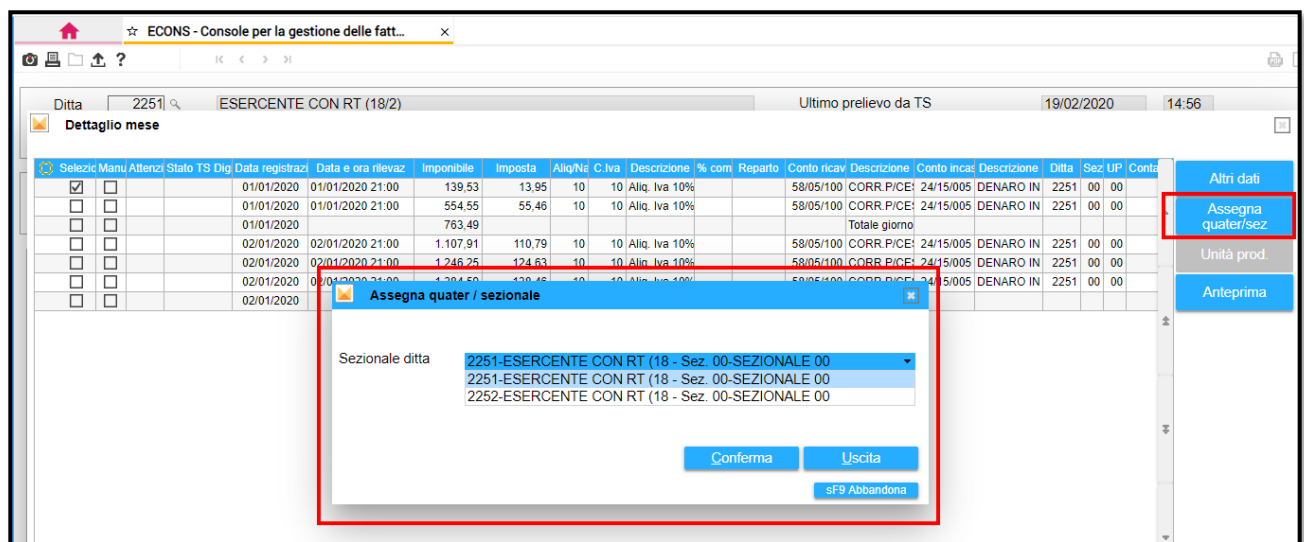 ☆ ECONS - Console per la gestione delle fatt... ×
?
Ditta 2251 ESERCENTE CON RT (18/2) Ultimo prelievo da TS 19/02/2020 14:56
Dettaglio mese
Selezic Manu Attenzi Stato TS Dig Data registrazi Data e ora rilevaz Imponibile Imposta Aliq/Na C.Iva Descrizione % com Reparto Conto ricav Descrizione Conto incas Descrizione Ditta Sez UP Conta
01/01/2020 01/01/2020 21:00 139,53 13,95 10 10 Aliq. Iva 10% 58/05/100 CORR.P/CES 24/15/005 DENARO IN 2251 00 00
01/01/2020 01/01/2020 21:00 554,55 55,46 10 10 Aliq. Iva 10% 58/05/100 CORR.P/CES 24/15/005 DENARO IN 2251 00 00
01/01/2020 763,49 Totale giorno
02/01/2020 02/01/2020 21:00 1.107,91 110,79 10 10 Aliq. Iva 10% 58/05/100 CORR.P/CES 24/15/005 DENARO IN 2251 00 00
02/01/2020 02/01/2020 21:00 1.246,25 124,63 10 10 Aliq. Iva 10% 58/05/100 CORR.P/CES 24/15/005 DENARO IN 2251 00 00
02/01/2020 DENARO IN 2251 00 00
02/01/2020
Altri dati
Assegna
quater/sez
Unità prod.
Anteprima
Assegna quater / sezionale
Sezionale ditta 2251-ESERCENTE CON RT (18 - Sez. 00-SEZIONALE 00
2251-ESERCENTE CON RT (18 - Sez. 00-SEZIONALE 00
2252-ESERCENTE CON RT (18 - Sez. 00-SEZIONALE 00
Conferma Uscita
sF9 Abbandona